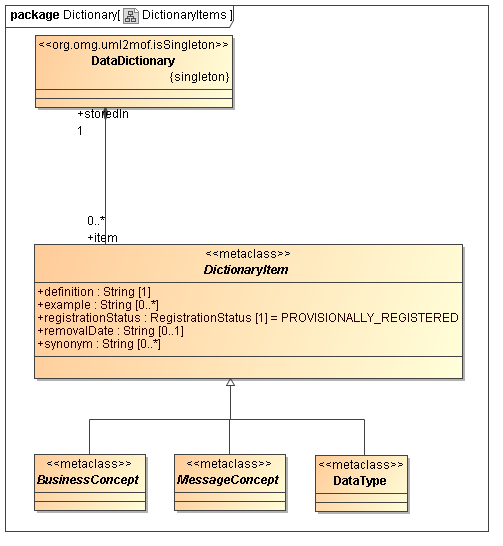 package Dictionary[ DictionaryItems ]
<<org.omg.uml2mof.isSingleton>>
DataDictionary
{singleton}
+storedIn
1
0..*
+item
<<metaclass>>
DictionaryItem
+definition : String [1]
+example : String [0..*]
+registrationStatus : RegistrationStatus [1] = PROVISIONALLY_REGISTERED
+removalDate : String [0..1]
+synonym : String [0..*]
<<metaclass>>
BusinessConcept
<<metaclass>>
MessageConcept
<<metaclass>>
DataType